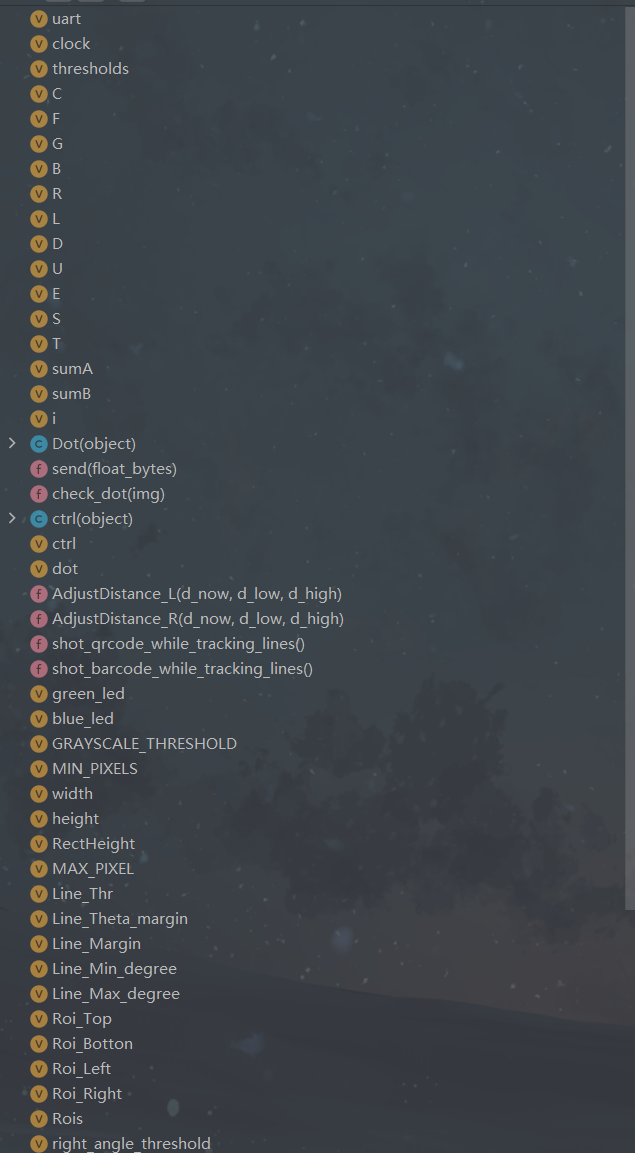 V uart
V clock
V thresholds
V C
V F
V G
V B
V R
V L
V D
V U
V E
V S
V T
V sumA
V sumB
V i
C Dot(object)
f send(float_bytes)
f check_dot(img)
C ctrl(object)
V ctrl
V dot
f AdjustDistance_L(d_now, d_low, d_high)
f AdjustDistance_R(d_now, d_low, d_high)
f shot_qrcode_while_tracking_lines()
f shot_barcode_while_tracking_lines()
V green_led
V blue_led
V GRAYSCALE_THRESHOLD
V MIN_PIXELS
V width
V height
V RectHeight
V MAX_PIXEL
V Line_Thr
V Line_Theta_margin
V Line_Margin
V Line_Min_degree
V Line_Max_degree
V Roi_Top
V Roi_Botton
V Roi_Left
V Roi_Right
V Rois
V right_angle_threshold